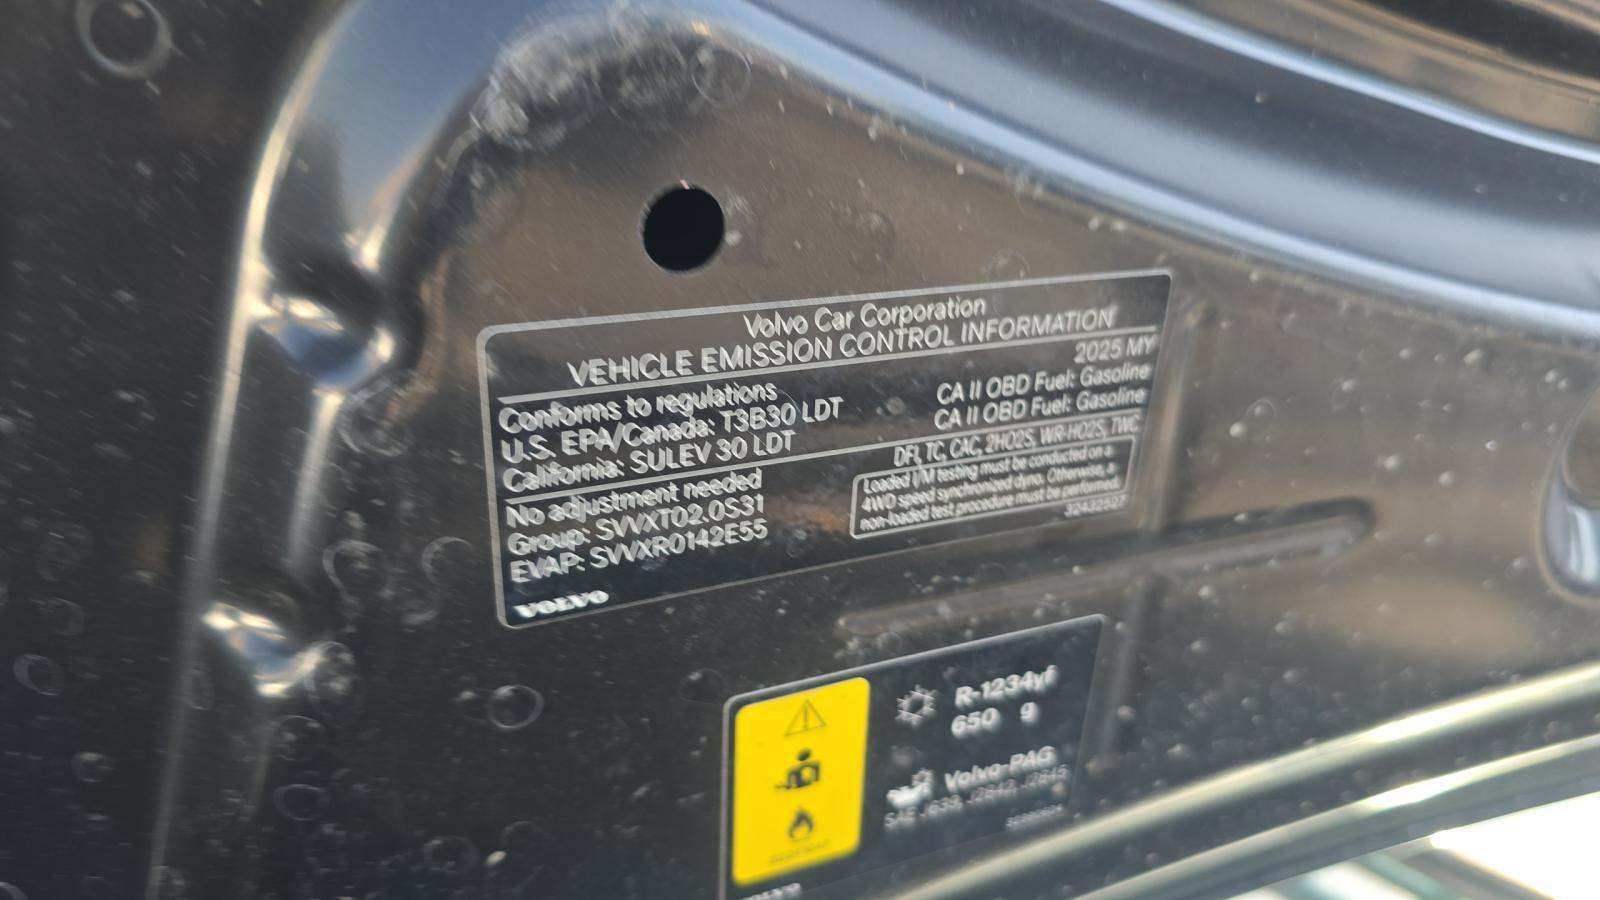 Volvo Car Corporation
VEHICLE EMISSION CONTROL INFORMATION
2025 MY
Conforms to regulations
U.S. EPA/Canada: T3B30 LDT CA II OBD Fuel: Gasoline
California: SULEV 30 LDT CA II OBD Fuel: Gasoline
No adjustment needed DFI, TC, CAC, 2HO2S, WR-HO2S, TWC
Group: SVVXT02.0S31
EVAP: SVVXR0142E55
Loaded I/M testing must be conducted on a
4WD speed synchronized dyno. Otherwise, a
non-loaded test procedure must be performed.
VOLVO
R-1234yf
650 g
Volvo-PAG
SAE J639, J2842, J2845